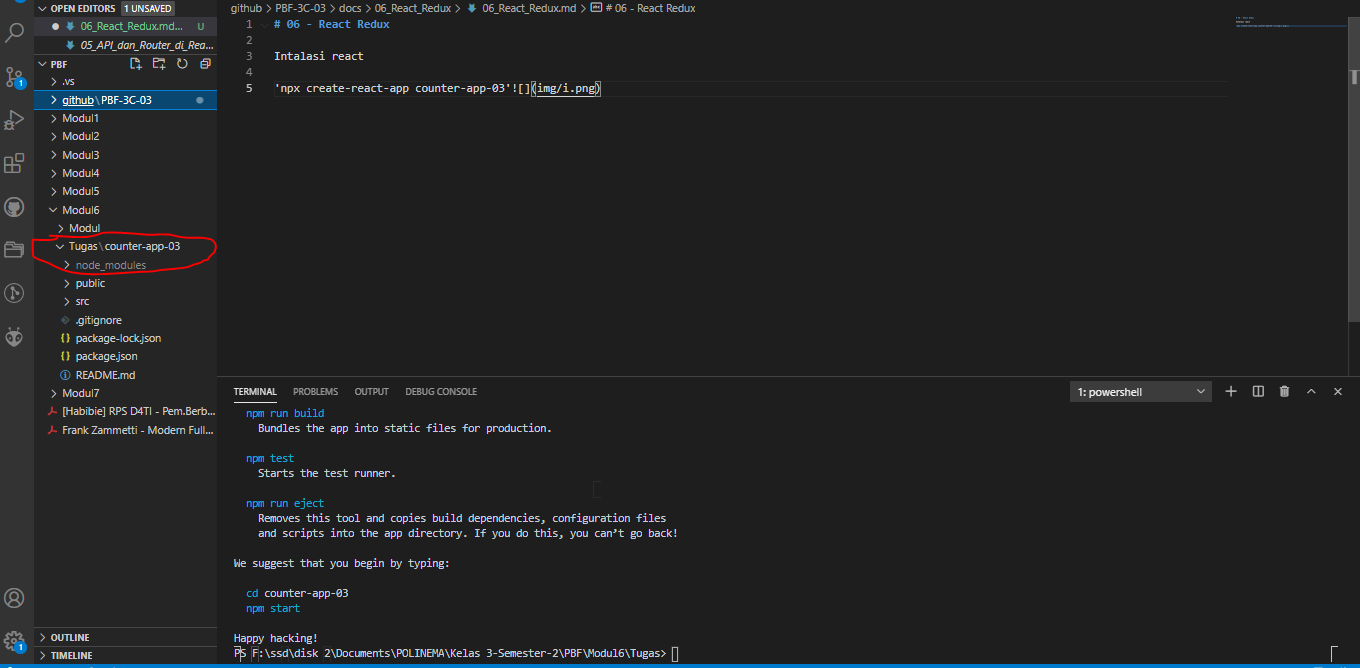 OPEN EDITORS 1 UNSAVED
06_React_Redux.md... U
05_API_dan_Router_di_Rea...
PBF
.vs
github\PBF-3C-03
Modul1
Modul2
Modul3
Modul4
Modul5
Modul6
Modul
Tugas\counter-app-03
node_modules
public
src
.gitignore
package-lock.json
package.json
README.md
Modul7
[Habibie] RPS D4TI - Pem.Berb...
Frank Zammetti - Modern Full...
OUTLINE
TIMELINE
1
1
github > PBF-3C-03 > docs > 06_React_Redux > 06_React_Redux.md > # 06 - React Redux
1 # 06 - React Redux
2
3 Intalasi react
4
5 'npx create-react-app counter-app-03'![](img/i.png)
TERMINAL PROBLEMS OUTPUT DEBUG CONSOLE 1: powershell
npm run build
Bundles the app into static files for production.
npm test
Starts the test runner.
npm run eject
Removes this tool and copies build dependencies, configuration files
and scripts into the app directory. If you do this, you can’t go back!
We suggest that you begin by typing:
cd counter-app-03
npm start
Happy hacking!
PS F:\ssd\disk 2\Documents\POLINEMA\Kelas 3-Semester-2\PBF\Modul6\Tugas>